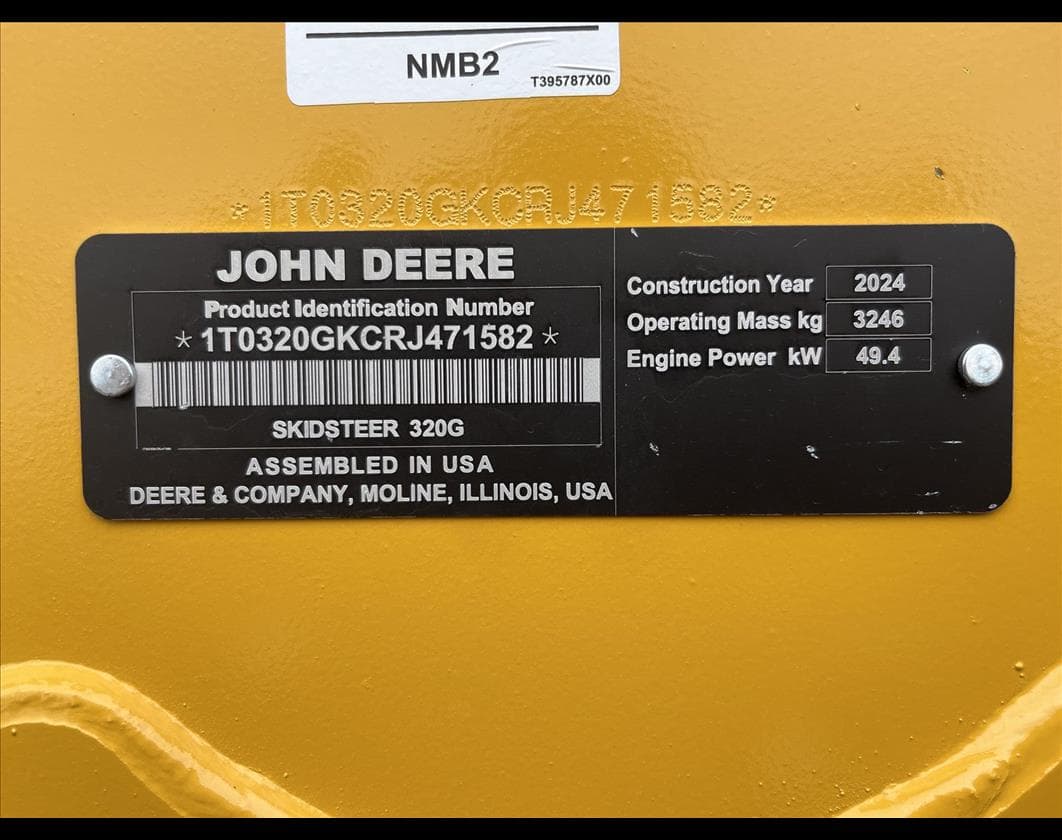 NMB2
T395787X00
*1T0320GKCRJ471582*
JOHN DEERE
Product Identification Number
*1T0320GKCRJ471582*
SKIDSTEER 320G
ASSEMBLED IN USA
DEERE & COMPANY, MOLINE, ILLINOIS, USA
Construction Year 2024
Operating Mass kg 3246
Engine Power kW 49.4